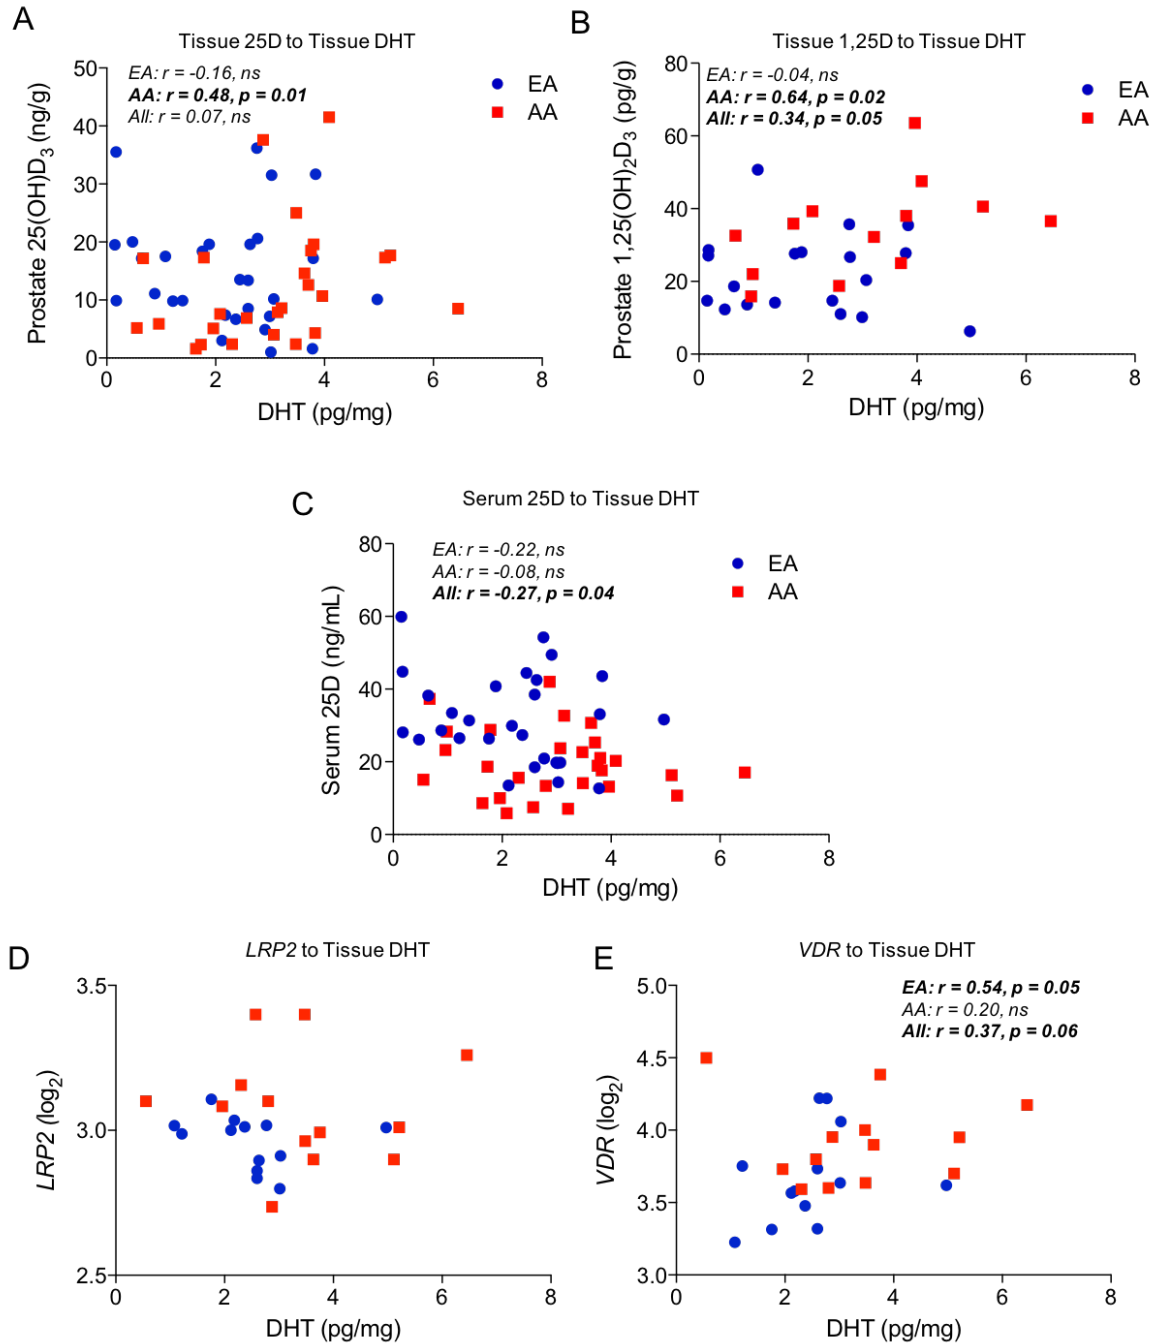 A
Tissue 25D to Tissue DHT
EA: r = -0.16, ns
AA: r = 0.48, p = 0.01
All: r = 0.07, ns
EA
AA
50
40
30
20
10
0
Prostate 25(OH)D3 (ng/g)
0 2 4 6 8
DHT (pg/mg)
B
Tissue 1,25D to Tissue DHT
EA: r = -0.04, ns
AA: r = 0.64, p = 0.02
All: r = 0.34, p = 0.05
EA
AA
80
60
40
20
0
Prostate 1,25(OH)2D3 (pg/g)
0 2 4 6 8
DHT (pg/mg)
C
Serum 25D to Tissue DHT
EA: r = -0.22, ns
AA: r = -0.08, ns
All: r = -0.27, p = 0.04
EA
AA
80
60
40
20
0
Serum 25D (ng/mL)
0 2 4 6 8
DHT (pg/mg)
D
LRP2 to Tissue DHT
3.5
3.0
2.5
LRP2 (log2)
0 2 4 6 8
DHT (pg/mg)
E
VDR to Tissue DHT
EA: r = 0.54, p = 0.05
AA: r = 0.20, ns
All: r = 0.37, p = 0.06
5.0
4.5
4.0
3.5
3.0
VDR (log2)
0 2 4 6 8
DHT (pg/mg)